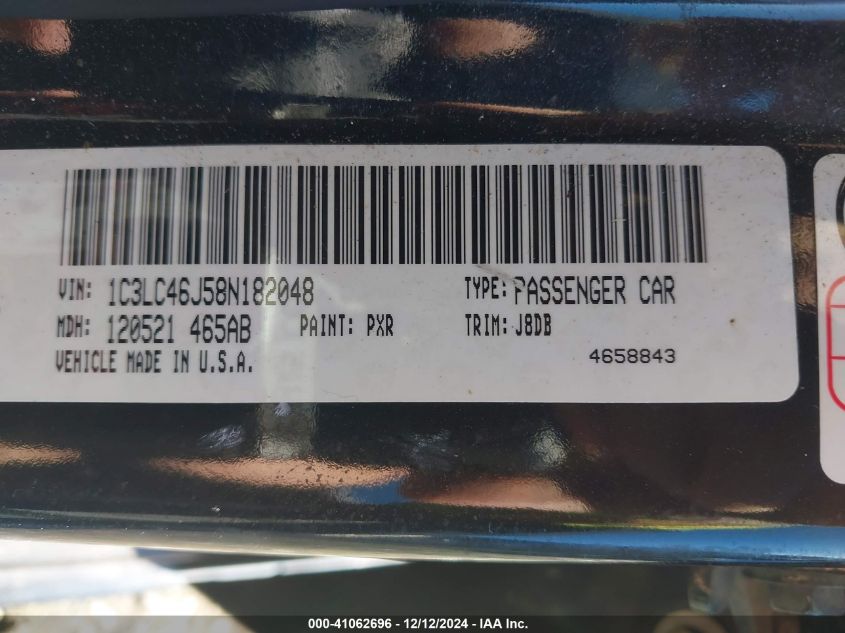 VIN: 1C3LC46J58N182048 TYPE: PASSENGER CAR
MDH: 120521 465AB PAINT: PXR TRIM: J8DB
VEHICLE MADE IN U.S.A. 4658843
000-41062696 - 12/12/2024 - IAA Inc.